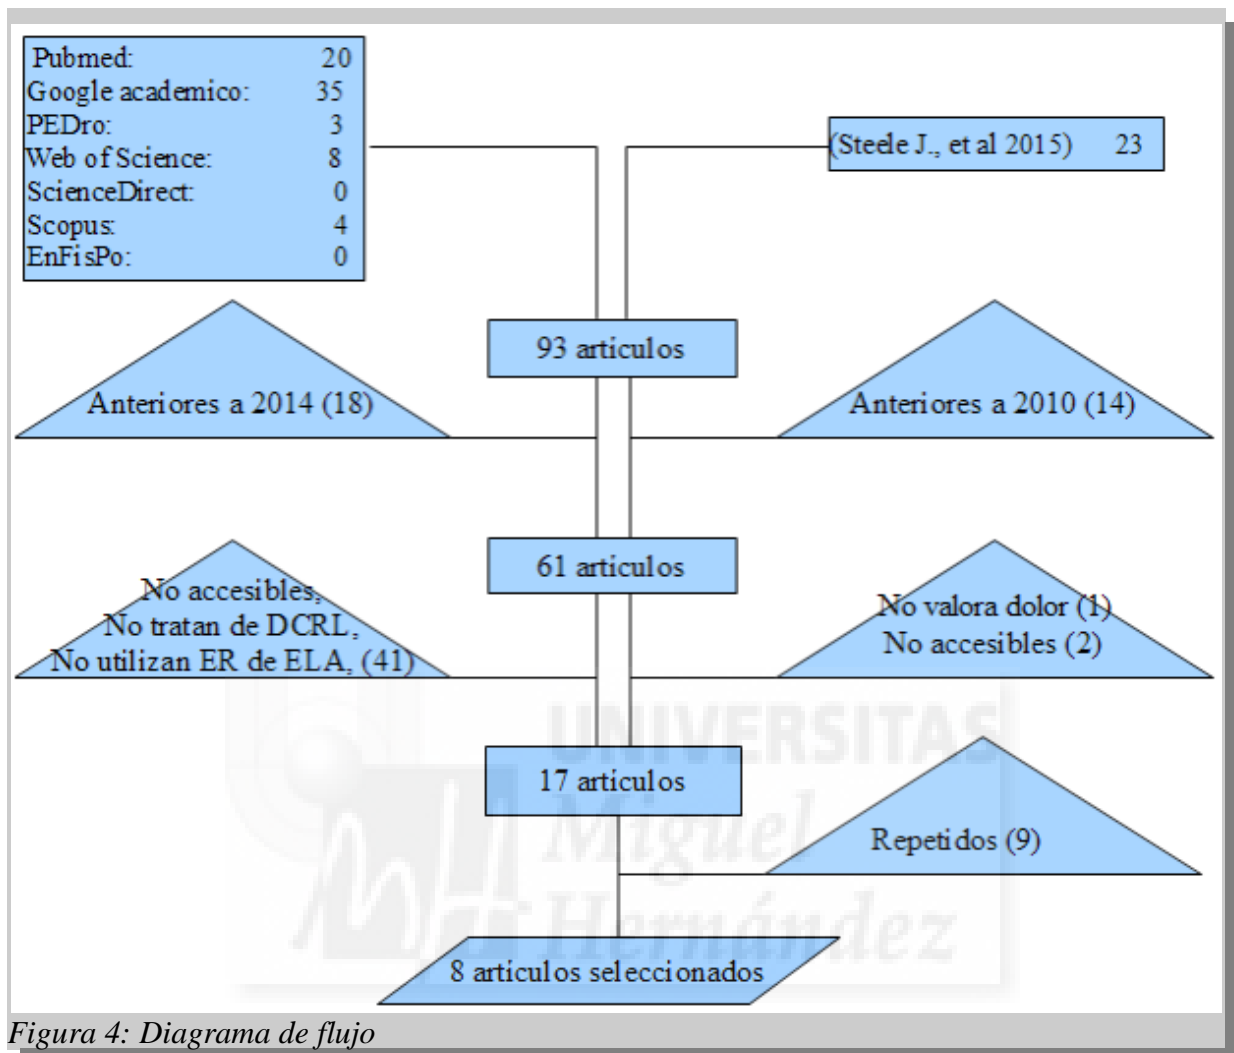 Pubmed: 20
Google academico: 35
PEDro: 3
Web of Science: 8
ScienceDirect: 0
Scopus: 4
EnFisPo: 0
(Steele J., et al 2015) 23
93 articulos
Anteriores a 2014 (18)
Anteriores a 2010 (14)
61 articulos
No accesibles,
No tratan de DCRL,
No utilizan ER de ELA, (41)
No valora dolor (1)
No accesibles (2)
17 articulos
Repetidos (9)
8 articulos seleccionados
UNIVERSITAS
Miguel
Hernández
Figura 4: Diagrama de flujo